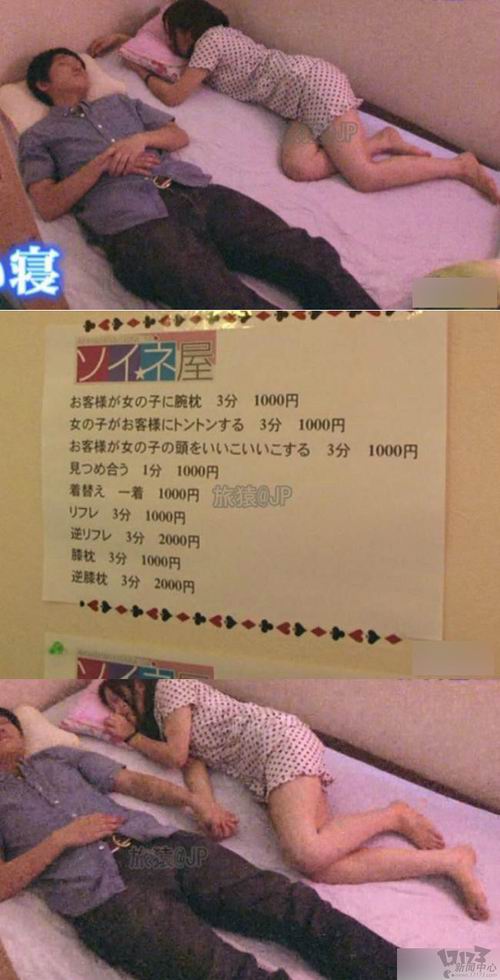 旅猿@JP
い寝
ソイネ屋
お客様が女の子に腕枕 3分 1000円
女の子がお客様にトントンする 3分 1000円
お客様が女の子の頭をいいこいいこする 3分 1000円
見つめ合う 1分 1000円
着替え 一着 1000円
旅猿@JP
リフレ 3分 1000円
逆リフレ 3分 2000円
膝枕 3分 1000円
逆膝枕 3分 2000円
旅猿@JP
17173
新闻中心